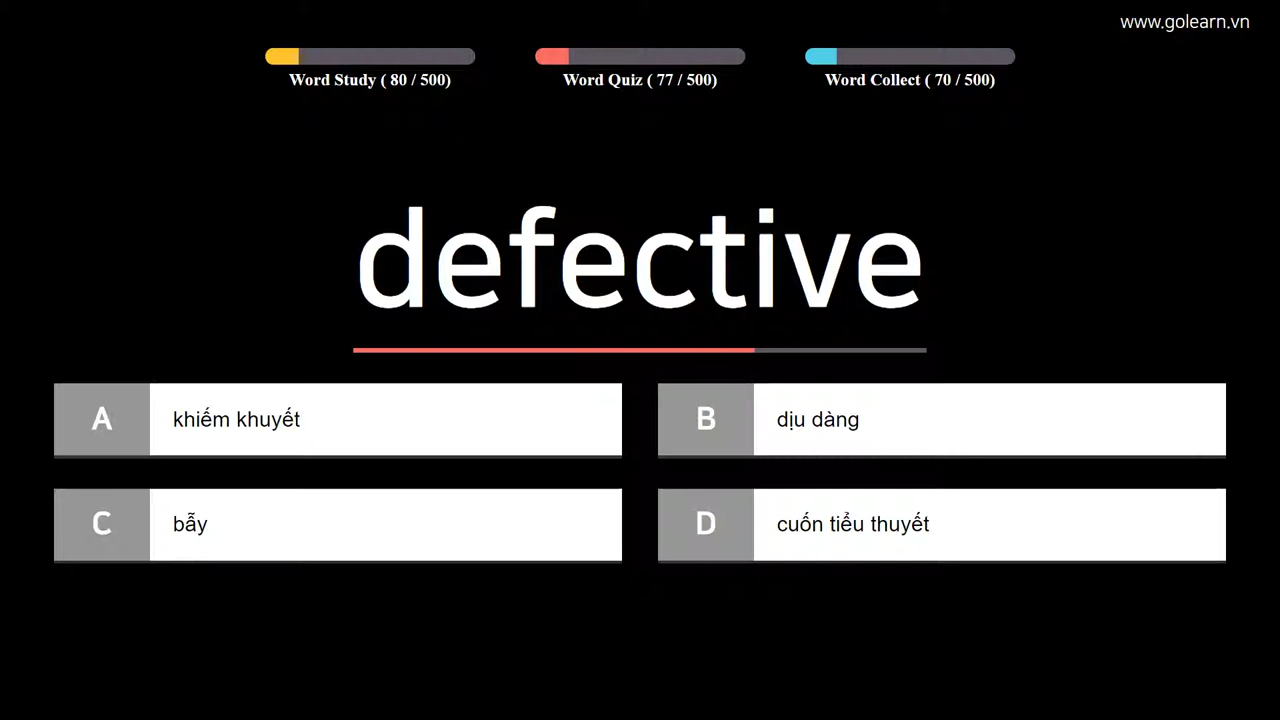 www.golearn.vn
Word Study ( 80 / 500)
Word Quiz ( 77 / 500)
Word Collect ( 70 / 500)
defective
A khiếm khuyết
B dịu dàng
C bẫy
D cuốn tiểu thuyết